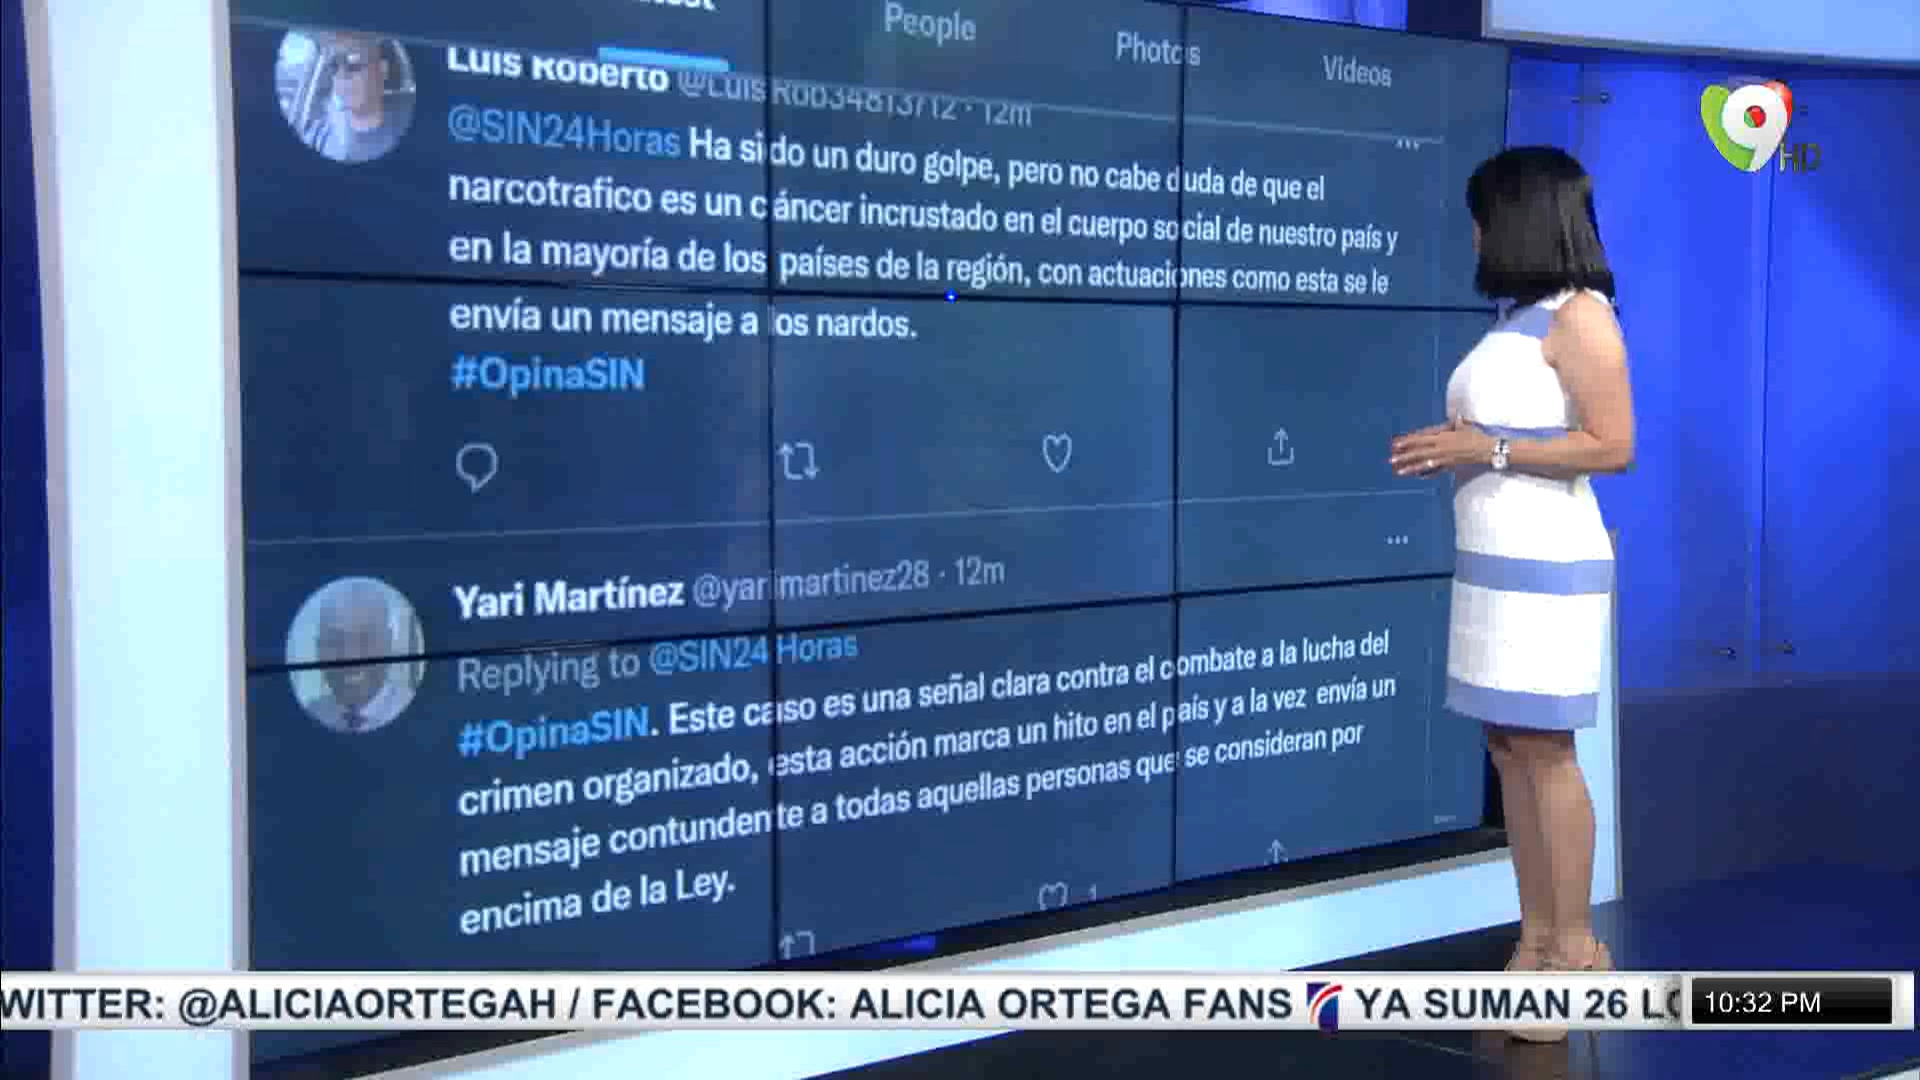 People
Photos
Videos
Luis Roberto @LuisRob34813712 · 12m
@SIN24Horas Ha sido un duro golpe, pero no cabe duda de que el
narcotrafico es un cáncer incrustado en el cuerpo social de nuestro país y
en la mayoría de los países de la región, con actuaciones como esta se le
envía un mensaje a los nardos.
#OpinaSIN
Yari Martínez @yarimartinez28 · 12m
Replying to @SIN24Horas
#OpinaSIN. Este caso es una señal clara contra el combate a la lucha del
crimen organizado, esta acción marca un hito en el país y a la vez envía un
mensaje contundente a todas aquellas personas que se consideran por
encima de la Ley.
1
9
HD
WITTER: @ALICIAORTEGAH / FACEBOOK: ALICIA ORTEGA FANS YA SUMAN 26 LO
10:32 PM